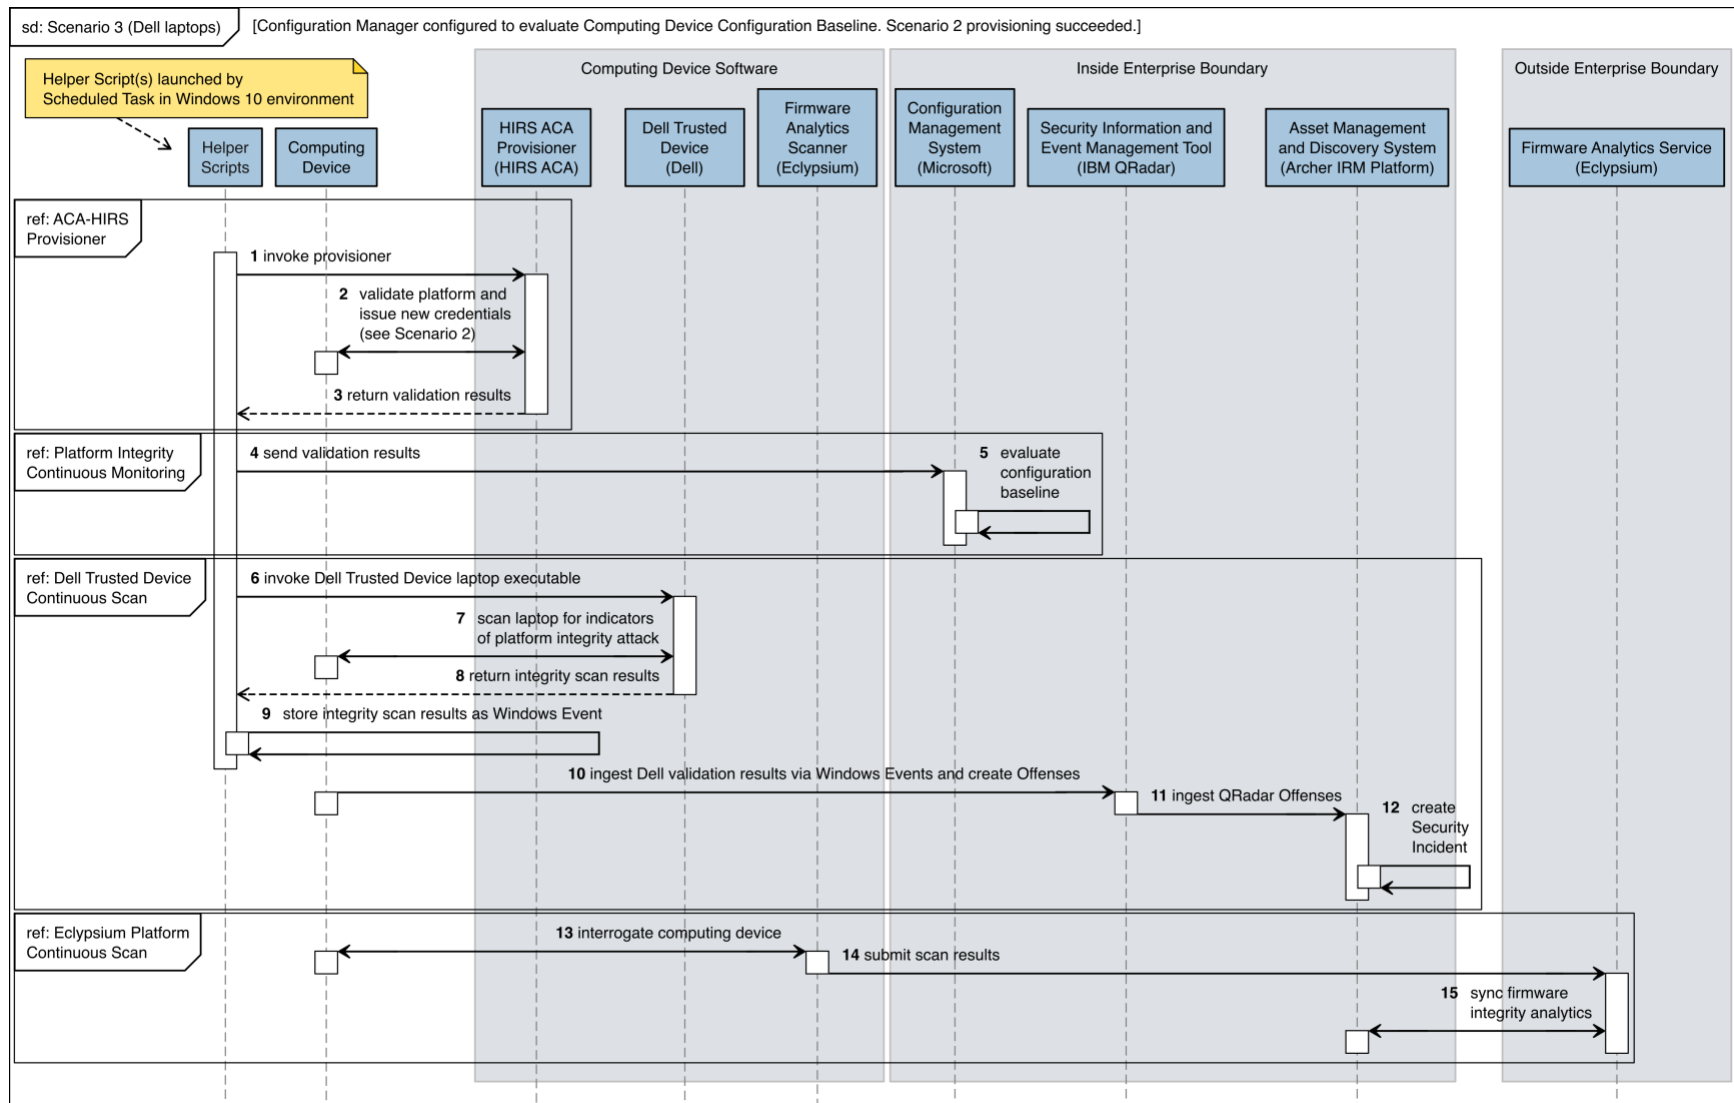 sd: Scenario 3 (Dell laptops)
[Configuration Manager configured to evaluate Computing Device Configuration Baseline. Scenario 2 provisioning succeeded.]
Helper Script(s) launched by
Scheduled Task in Windows 10 environment
Computing Device Software
Inside Enterprise Boundary
Outside Enterprise Boundary
Helper
Scripts
Computing
Device
HIRS ACA
Provisioner
(HIRS ACA)
Dell Trusted
Device
(Dell)
Firmware
Analytics
Scanner
(Eclypsium)
Configuration
Management
System
(Microsoft)
Security Information and
Event Management Tool
(IBM QRadar)
Asset Management
and Discovery System
(Archer IRM Platform)
Firmware Analytics Service
(Eclypsium)
ref: ACA-HIRS
Provisioner
1 invoke provisioner
2 validate platform and
issue new credentials
(see Scenario 2)
3 return validation results
ref: Platform Integrity
Continuous Monitoring
4 send validation results
5 evaluate
configuration
baseline
ref: Dell Trusted Device
Continuous Scan
6 invoke Dell Trusted Device laptop executable
7 scan laptop for indicators
of platform integrity attack
8 return integrity scan results
9 store integrity scan results as Windows Event
10 ingest Dell validation results via Windows Events and create Offenses
11 ingest QRadar Offenses
12 create
Security
Incident
ref: Eclypsium Platform
Continuous Scan
13 interrogate computing device
14 submit scan results
15 sync firmware
integrity analytics